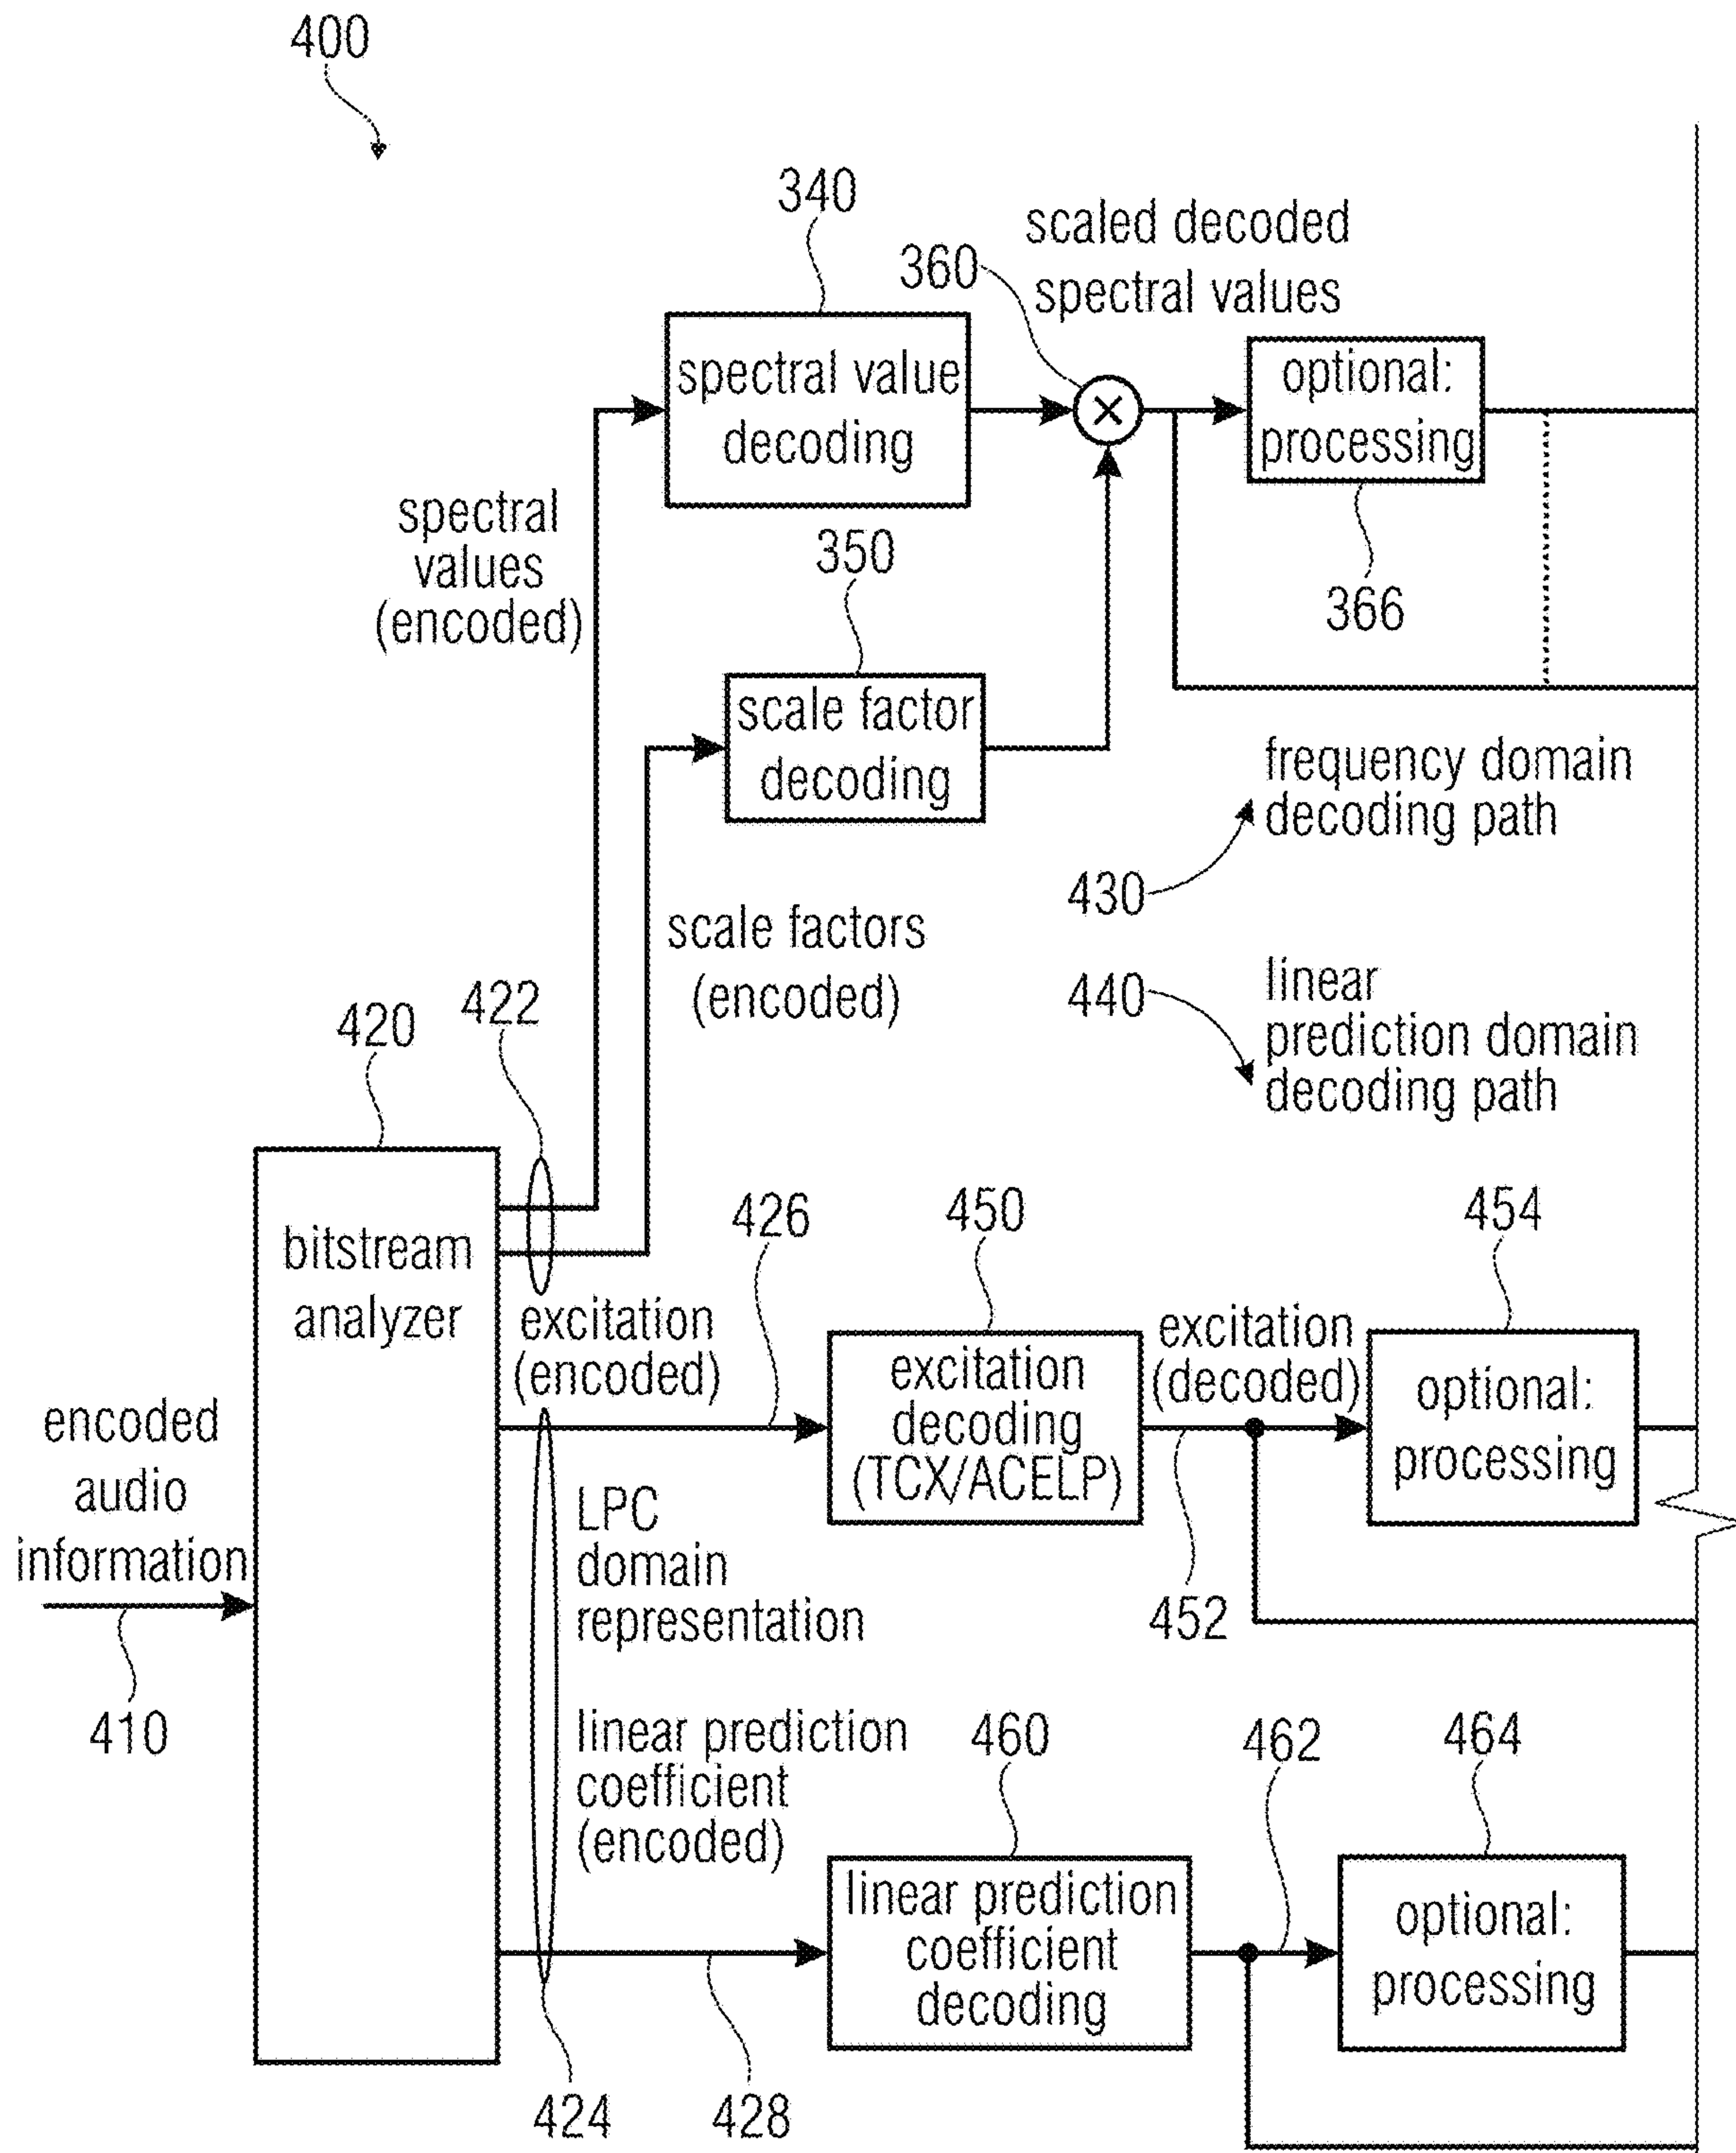 400
340
scaled decoded
spectral values
360
spectral value
decoding
optional:
processing
366
spectral
values
(encoded)
350
scale factor
decoding
frequency domain
decoding path
430
scale factors
(encoded)
440
linear
prediction domain
decoding path
420
422
bitstream
analyzer
426
450
454
excitation
(encoded)
excitation
decoding
(TCX/ACELP)
excitation
(decoded)
optional:
processing
encoded
audio
information
410
LPC
domain
representation
452
linear prediction
coefficient
(encoded)
460
462
464
linear prediction
coefficient
decoding
optional:
processing
424
428